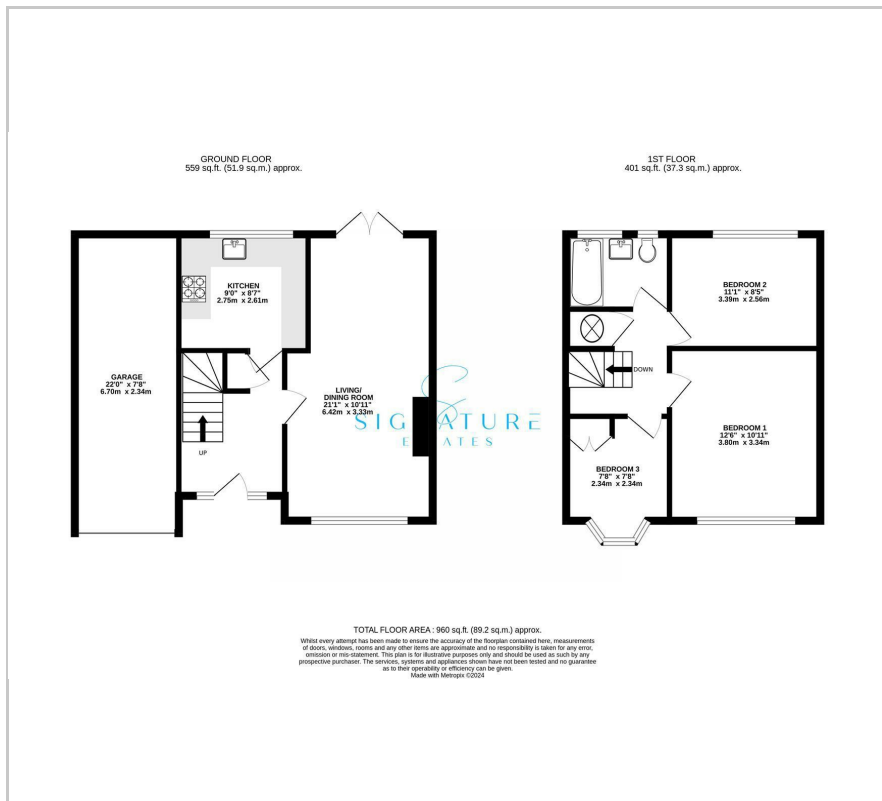 GROUND FLOOR
559 sq.ft. (51.9 sq.m.) approx.
1ST FLOOR
401 sq.ft. (37.3 sq.m.) approx.
KITCHEN
9'0" x 8'7"
2.75m x 2.61m
GARAGE
22'0" x 7'8"
6.70m x 2.34m
LIVING/
DINING ROOM
21'1" x 10'11"
6.42m x 3.33m
UP
BEDROOM 2
11'1" x 8'5"
3.39m x 2.56m
DOWN
BEDROOM 1
12'6" x 10'11"
3.80m x 3.34m
BEDROOM 3
7'8" x 7'8"
2.34m x 2.34m
SIGNATURE
ESTATES
TOTAL FLOOR AREA : 960 sq.ft. (89.2 sq.m.) approx.
Whilst every attempt has been made to ensure the accuracy of the floorplan contained here, measurements
of doors, windows, rooms and any other items are approximate and no responsibility is taken for any error,
omission or mis-statement. This plan is for illustrative purposes only and should be used as such by any
prospective purchaser. The services, systems and appliances shown have not been tested and no guarantee
as to their operability or efficiency can be given.
Made with Metropix ©2024